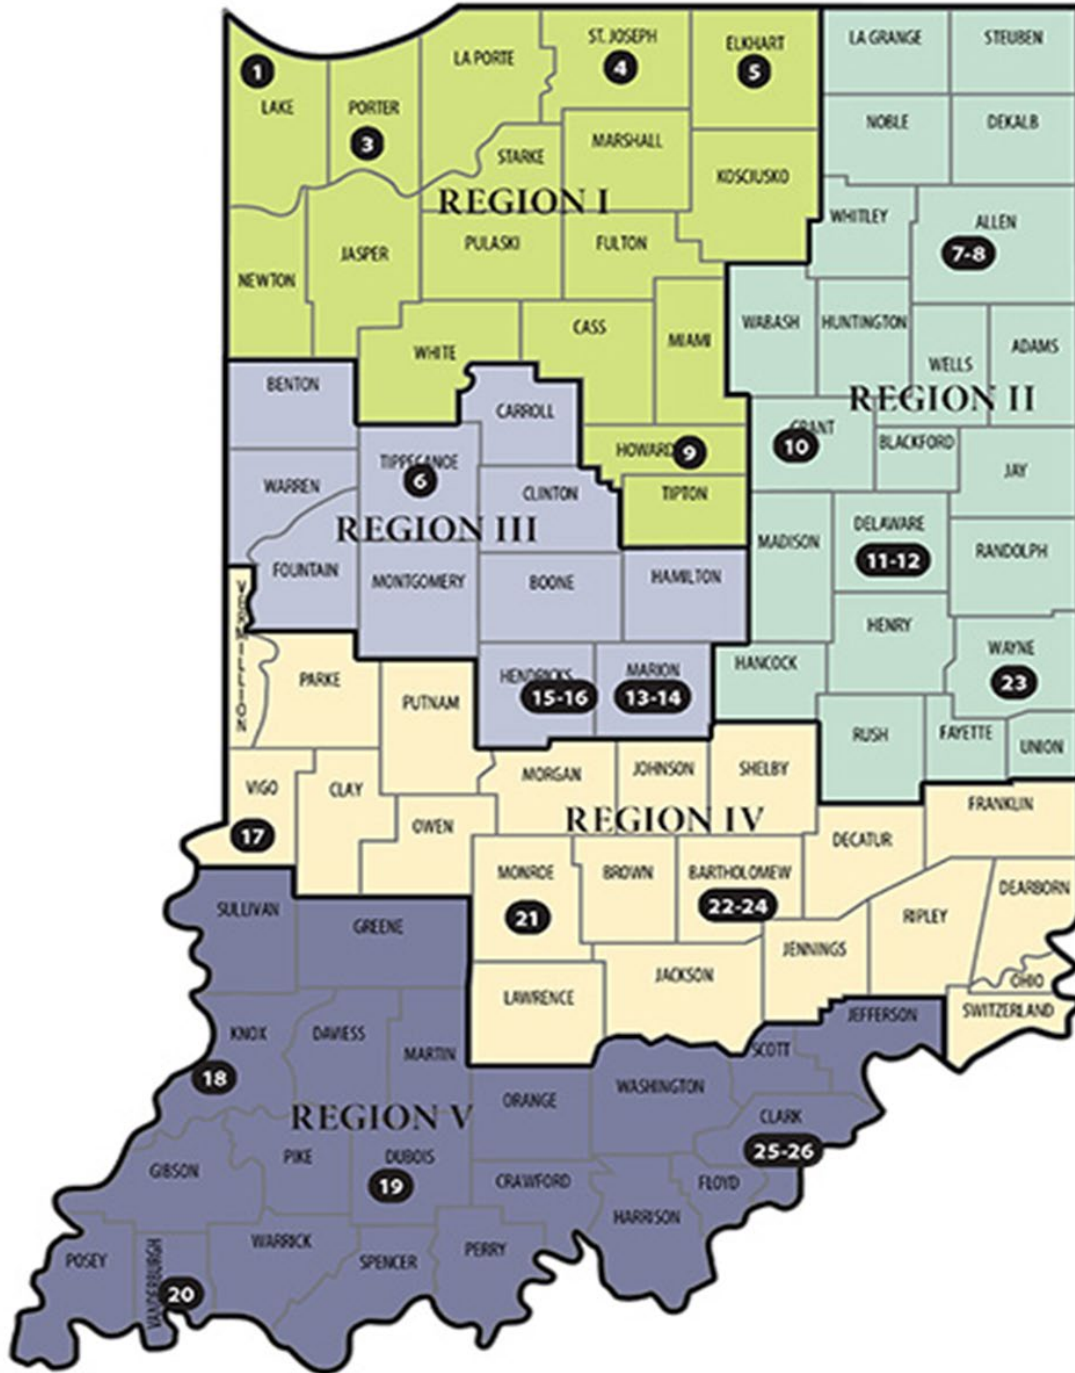 LA GRANGE
STEUBEN
ST. JOSEPH
ELKHART
LA PORTE
1
4
5
LAKE
PORTER
3
NOBLE
DEKALB
MARSHALL
STARKE
KOSCIUSKO
REGION I
WHITLEY
ALLEN
7-8
PULASKI
FULTON
JASPER
NEWTON
CASS
MIAMI
WABASH
HUNTINGTON
WHITE
WELLS
ADAMS
BENTON
REGION II
CARROLL
GRANT
10
BLACKFORD
HOWARD
9
TIPPECANOE
6
JAY
WARREN
CLINTON
TIPTON
REGION III
DELAWARE
11-12
MADISON
RANDOLPH
FOUNTAIN
MONTGOMERY
BOONE
HAMILTON
VERMILLION
HENRY
WAYNE
23
HANCOCK
HENDRICKS
15-16
MARION
13-14
PARKE
PUTNAM
RUSH
FAYETTE
UNION
MORGAN
JOHNSON
SHELBY
VIGO
CLAY
17
OWEN
REGION IV
FRANKLIN
DECATUR
MONROE
21
BROWN
BARTHOLOMEW
22-24
DEARBORN
RIPLEY
SULLIVAN
GREENE
JENNINGS
JACKSON
OHIO
LAWRENCE
SWITZERLAND
JEFFERSON
KNOX
DAVIESS
MARTIN
SCOTT
18
WASHINGTON
ORANGE
REGION V
CLARK
25-26
GIBSON
PIKE
DUBOIS
19
CRAWFORD
FLOYD
HARRISON
POSEY
VANDERBURGH
20
WARRICK
SPENCER
PERRY